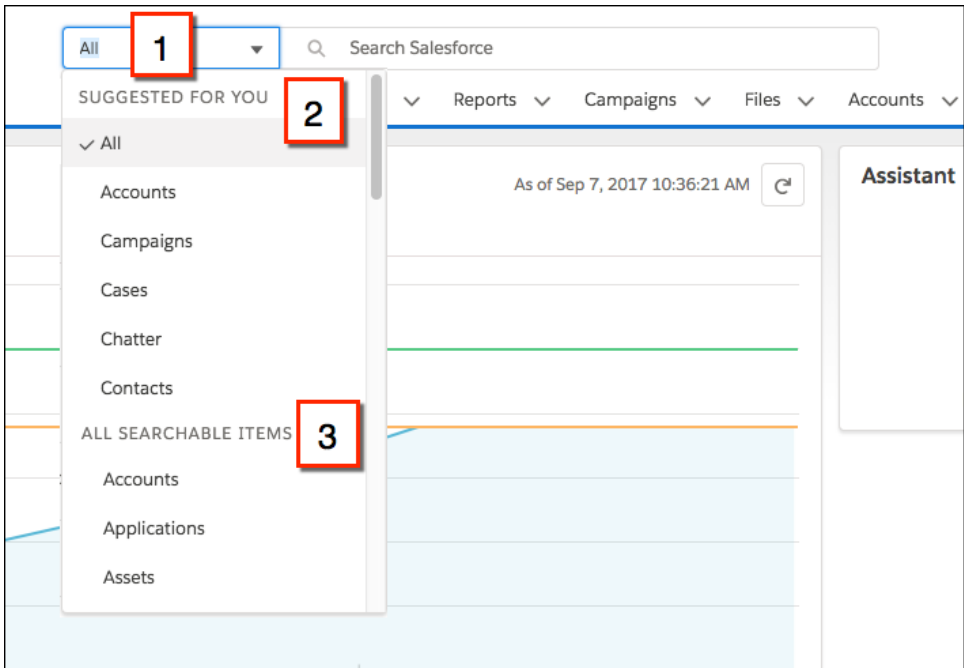 All 1 Search Salesforce
SUGGESTED FOR YOU 2 Reports Campaigns Files Accounts
All
As of Sep 7, 2017 10:36:21 AM Assistant
Accounts
Campaigns
Cases
Chatter
Contacts
ALL SEARCHABLE ITEMS 3
Accounts
Applications
Assets